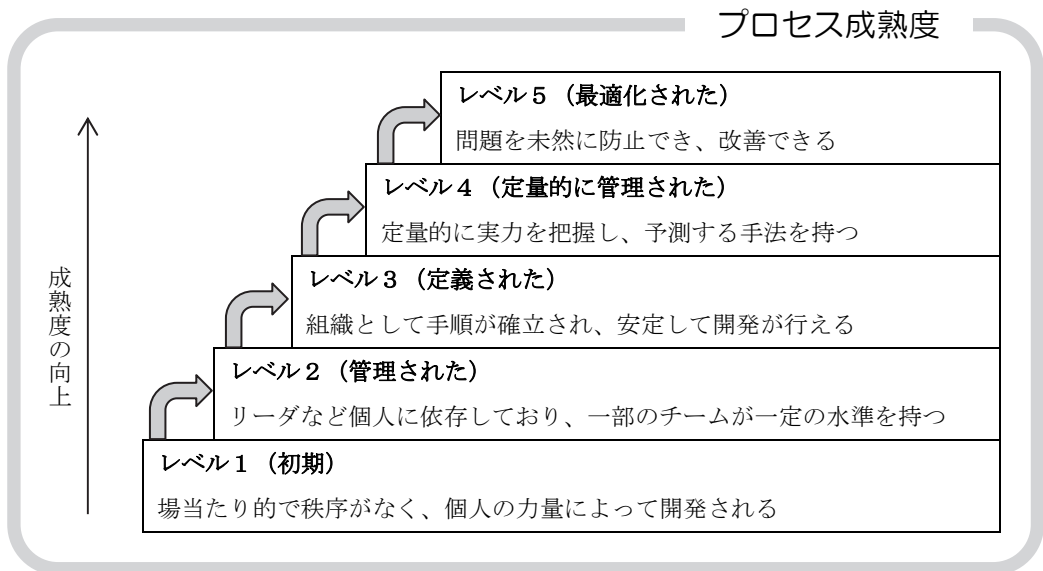 プロセス成熟度
レベル５（最適化された）
問題を未然に防止でき、改善できる
レベル４（定量的に管理された）
定量的に実力を把握し、予測する手法を持つ
レベル３（定義された）
組織として手順が確立され、安定して開発が行える
レベル２（管理された）
リーダなど個人に依存しており、一部のチームが一定の水準を持つ
レベル１（初期）
場当たり的で秩序がなく、個人の力量によって開発される
成熟度の向上